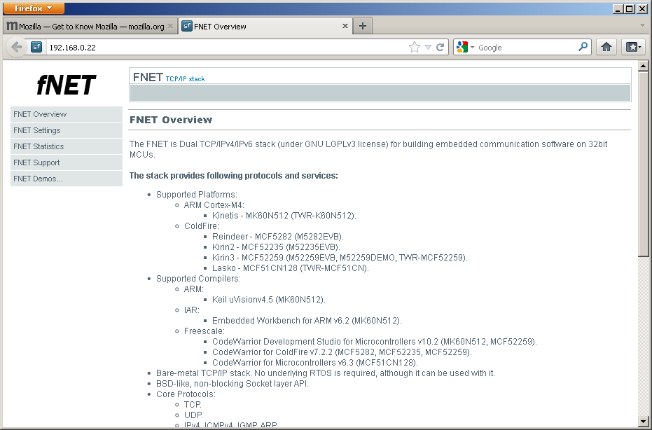 Firefox
Mozilla — Get to Know Mozilla — mozilla.org
FNET Overview
192.168.0.22
Google
fNET
FNET TCP/IP stack
FNET Overview
FNET Settings
FNET Statistics
FNET Support
FNET Demos...
FNET Overview
The FNET is Dual TCP/IPv4/IPv6 stack (under GNU LGPLv3 license) for building embedded communication software on 32bit
MCUs.
The stack provides following protocols and services:
Supported Platforms:
ARM Cortex-M4:
Kinetis - MK60N512 (TWR-K60N512).
ColdFire:
Reindeer - MCF5282 (M5282EVB).
Kirin2 - MCF52235 (M52235EVB).
Kirin3 - MCF52259 (M52259EVB, M52259DEMO, TWR-MCF52259).
Lasko - MCF51CN128 (TWR-MCF51CN).
Supported Compilers:
ARM:
Keil uVisionv4.5 (MK60N512).
IAR:
Embedded Workbench for ARM v6.2 (MK60N512).
Freescale:
CodeWarrior Development Studio for Microcontrollers v10.2 (MK60N512, MCF52259).
CodeWarrior for ColdFire v7.2.2 (MCF5282, MCF52235, MCF52259).
CodeWarrior for Microcontrollers v6.3 (MCF51CN128).
Bare-metal TCP/IP stack. No underlying RTOS is required, although it can be used with it.
BSD-like, non-blocking Socket layer API.
Core Protocols:
TCP.
UDP.
IPv4, ICMPv4, IGMP, ARP.